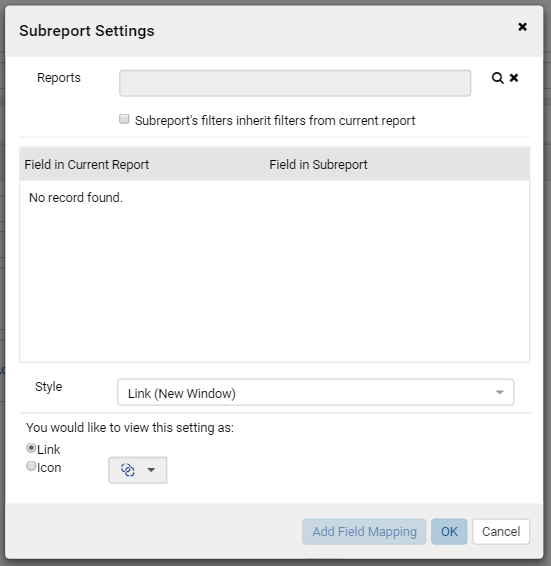 Subreport Settings
Reports
Subreport's filters inherit filters from current report
Field in Current Report Field in Subreport
No record found.
Style Link (New Window)
You would like to view this setting as:
Link
Icon
Add Field Mapping OK Cancel